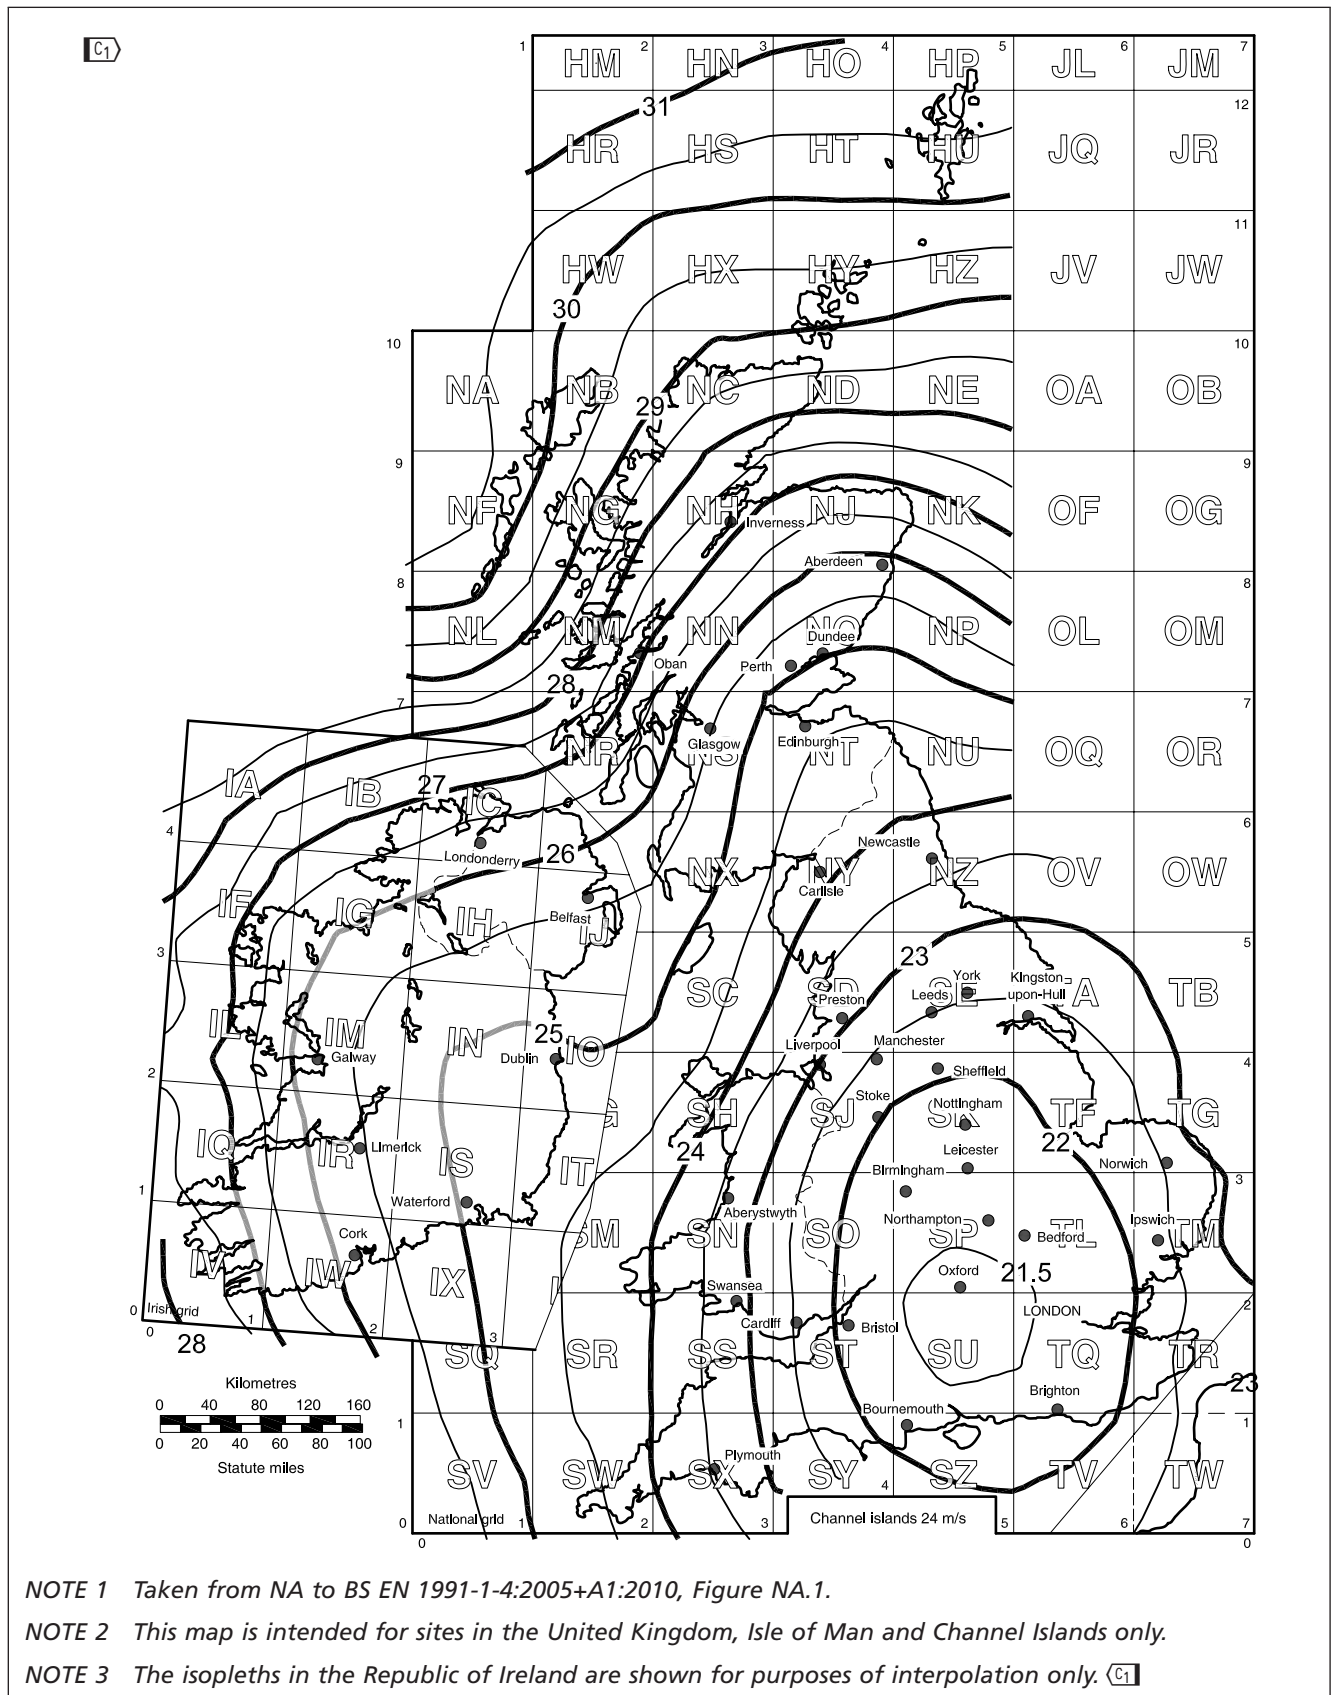 C1
1 2 3 4 5 6 7
HM HN HO HP JL JM
31
12
HR HS HT HU JQ JR
11
HW HX HY HZ JV JW
30
10 10
NA NB NC ND NE OA OB
29
9 9
NF NG NH NJ NK OF OG
Inverness
Aberdeen
8 8
NL NM NN NO NP OL OM
Dundee
Oban Perth
28
7 7
NR NS NT NU OQ OR
Glasgow Edinburgh
IA IB IC
27
4 6
Londonderry 26 Newcastle
NX NY NZ OV OW
Carlisle
IF IG IH IJ
Belfast
3 5
23
SC SD SE TA TB
York Kingston
upon-Hull
Preston Leeds
IL IM IN IO
25
Galway Dublin
Liverpool Manchester
2 4
Sheffield
Stoke Nottingham
G SH SJ SK TF TG
22
IQ IR IS IT
Limerick
24
Leicester
Birmingham Norwich
1 3
Waterford Aberystwyth
Northampton Bedford Ipswich
SM SN SO SP TL TM
Cork
IV IW IX I
Oxford 21.5
Swansea
0 Irish grid
0 1 2 3
2
LONDON
Cardiff Bristol
28
SQ SR SS ST SU TQ TR
Kilometres
0 40 80 120 160
0 20 40 60 80 100
Statute miles
Brighton
23
Bournemouth
1 1
Plymouth
SV SW SX SY SZ TV TW
4
0 National grid 1 2 3 Channel islands 24 m/s 5 6 7
0 0
NOTE 1 Taken from NA to BS EN 1991-1-4:2005+A1:2010, Figure NA.1.
NOTE 2 This map is intended for sites in the United Kingdom, Isle of Man and Channel Islands only.
NOTE 3 The isopleths in the Republic of Ireland are shown for purposes of interpolation only. C1